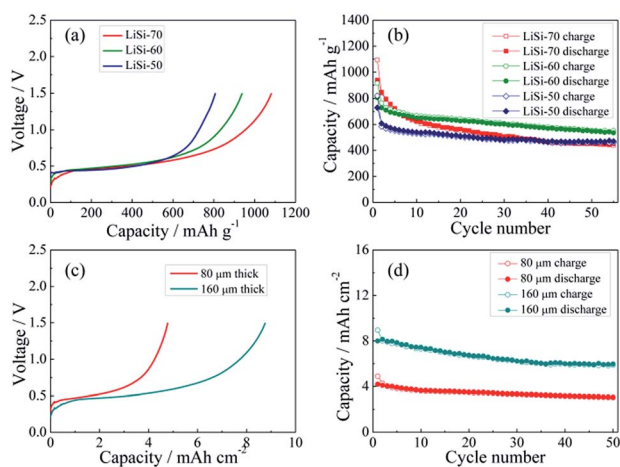 (a)
LiSi-70
LiSi-60
LiSi-50
Voltage / V
2.5
2.0
1.5
1.0
0.5
0.0
0 200 400 600 800 1000 1200
Capacity / mAh g⁻¹
(b)
LiSi-70 charge
LiSi-70 discharge
LiSi-60 charge
LiSi-60 discharge
LiSi-50 charge
LiSi-50 discharge
Capacity / mAh g⁻¹
1400
1200
1000
800
600
400
200
0
0 10 20 30 40 50
Cycle number
(c)
80 μm thick
160 μm thick
Voltage / V
2.5
2.0
1.5
1.0
0.5
0.0
0 2 4 6 8 10
Capacity / mAh cm⁻²
(d)
80 μm charge
80 μm discharge
160 μm charge
160 μm discharge
Capacity / mAh cm⁻²
16
12
8
4
0
0 10 20 30 40 50
Cycle number